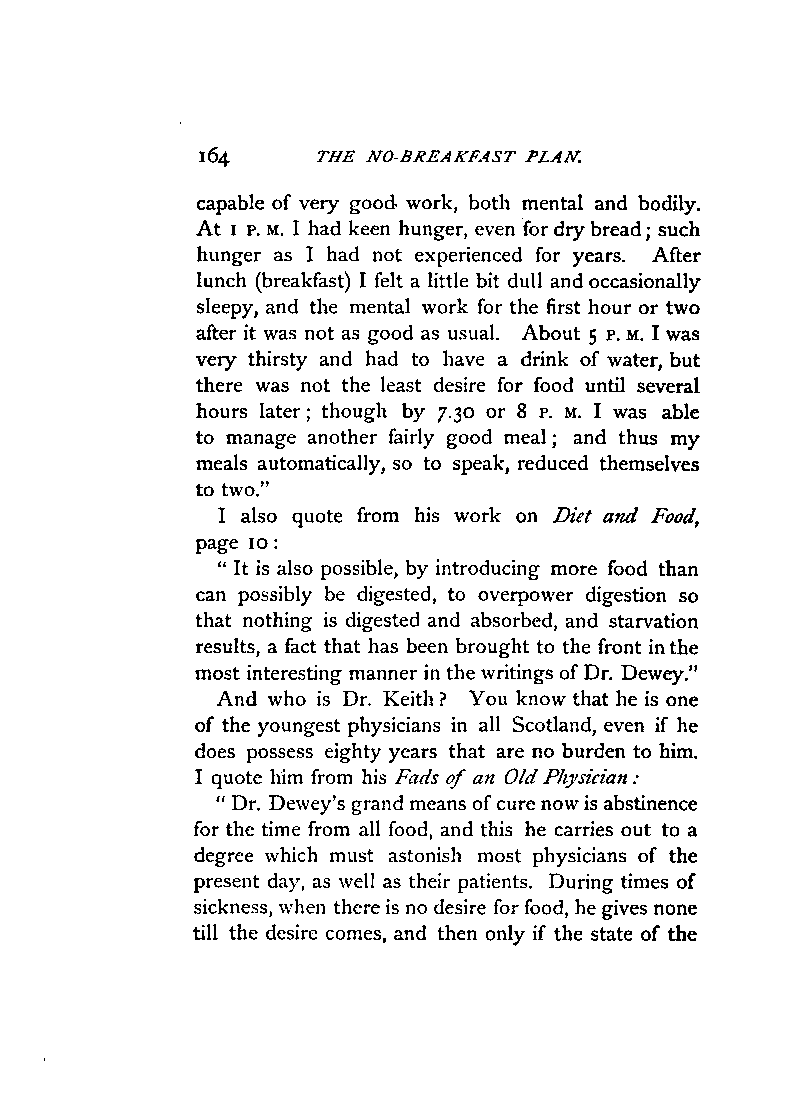 164 THE NO-BREAKFAST PLAN.
capable of very good work, both mental and bodily.
At 1 P. M. I had keen hunger, even for dry bread; such
hunger as I had not experienced for years. After
lunch (breakfast) I felt a little bit dull and occasionally
sleepy, and the mental work for the first hour or two
after it was not as good as usual. About 5 P. M. I was
very thirsty and had to have a drink of water, but
there was not the least desire for food until several
hours later; though by 7.30 or 8 P. M. I was able
to manage another fairly good meal; and thus my
meals automatically, so to speak, reduced themselves
to two."
I also quote from his work on Diet and Food,
page 10:
"It is also possible, by introducing more food than
can possibly be digested, to overpower digestion so
that nothing is digested and absorbed, and starvation
results, a fact that has been brought to the front in the
most interesting manner in the writings of Dr. Dewey."
And who is Dr. Keith? You know that he is one
of the youngest physicians in all Scotland, even if he
does possess eighty years that are no burden to him.
I quote him from his Fads of an Old Physician:
"Dr. Dewey's grand means of cure now is abstinence
for the time from all food, and this he carries out to a
degree which must astonish most physicians of the
present day, as well as their patients. During times of
sickness, when there is no desire for food, he gives none
till the desire comes, and then only if the state of the